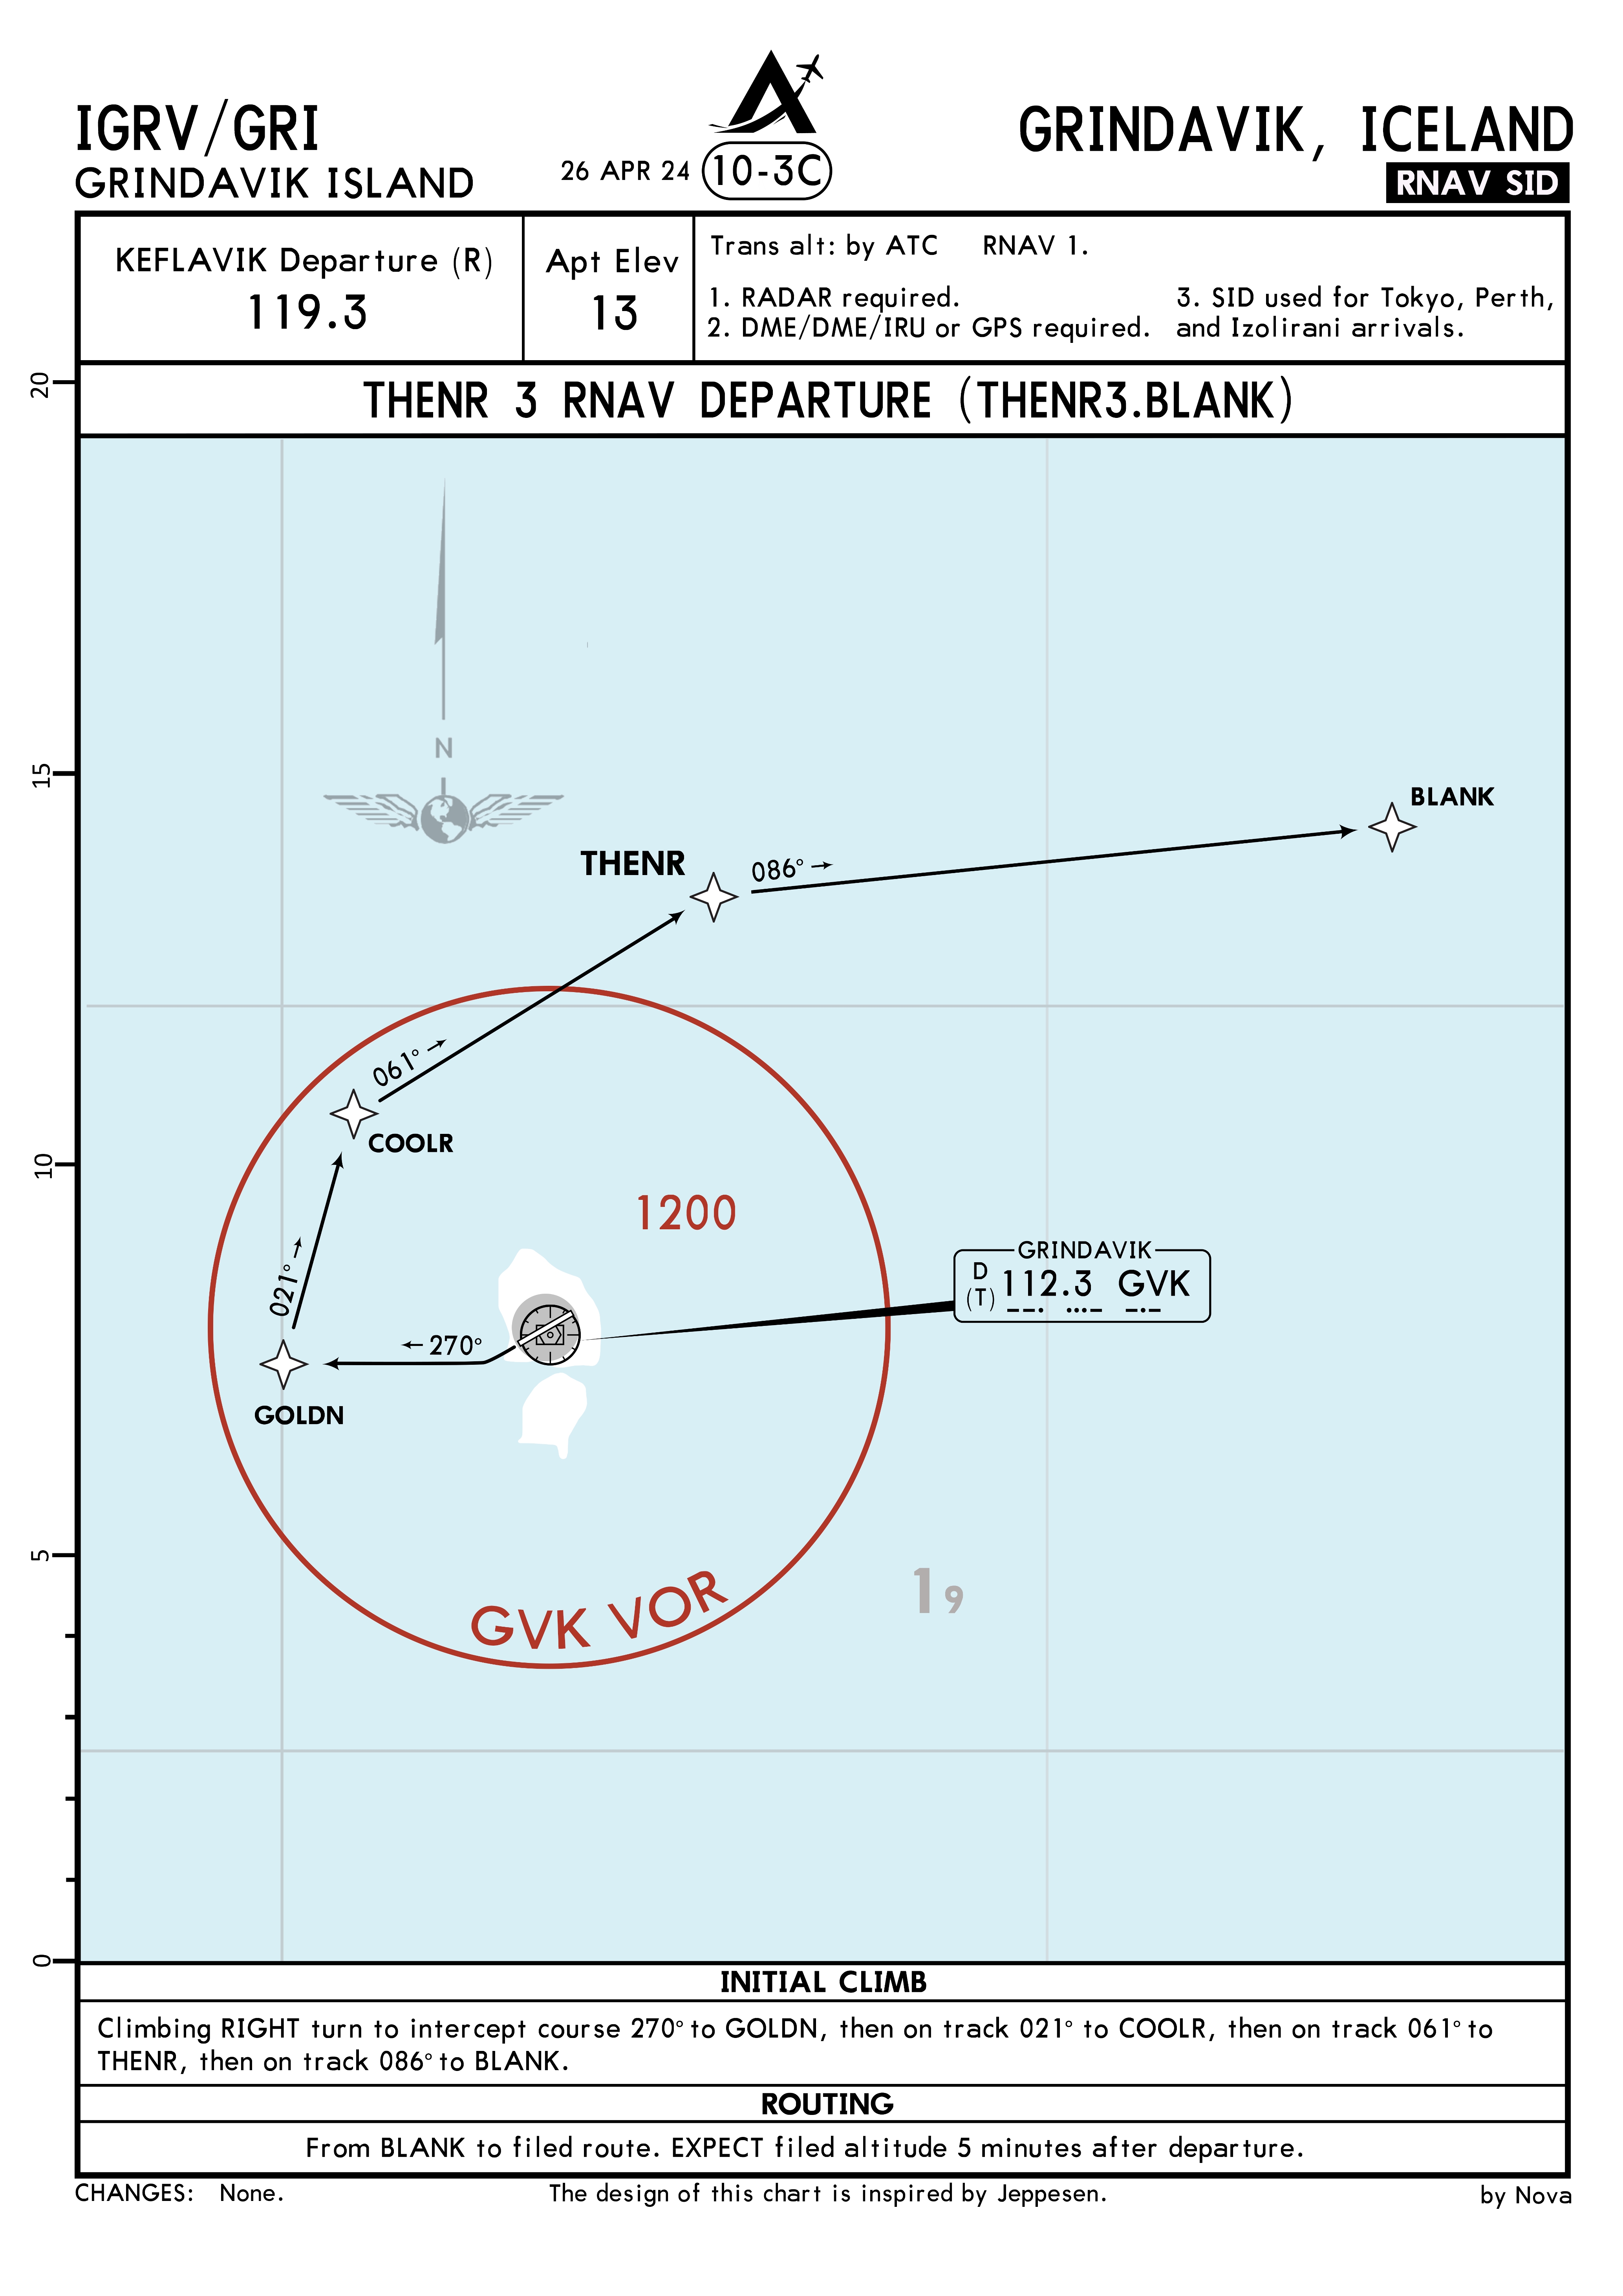 IGRV/GRI
GRINDAVIK ISLAND
26 APR 24
10-3C
GRINDAVIK, ICELAND
RNAV SID
KEFLAVIK Departure (R)
119.3
Apt Elev
13
Trans alt: by ATC RNAV 1.
1. RADAR required.
2. DME/DME/IRU or GPS required.
3. SID used for Tokyo, Perth,
and Izolirani arrivals.
THENR 3 RNAV DEPARTURE (THENR3.BLANK)
20
15
10
5
0
N
BLANK
THENR
086°
061°
COOLR
1200
021°
GRINDAVIK
D
(T)
112.3 GVK
270°
GOLDN
GVK VOR
19
INITIAL CLIMB
Climbing RIGHT turn to intercept course 270° to GOLDN, then on track 021° to COOLR, then on track 061° to
THENR, then on track 086° to BLANK.
ROUTING
From BLANK to filed route. EXPECT filed altitude 5 minutes after departure.
CHANGES: None.
The design of this chart is inspired by Jeppesen.
by Nova